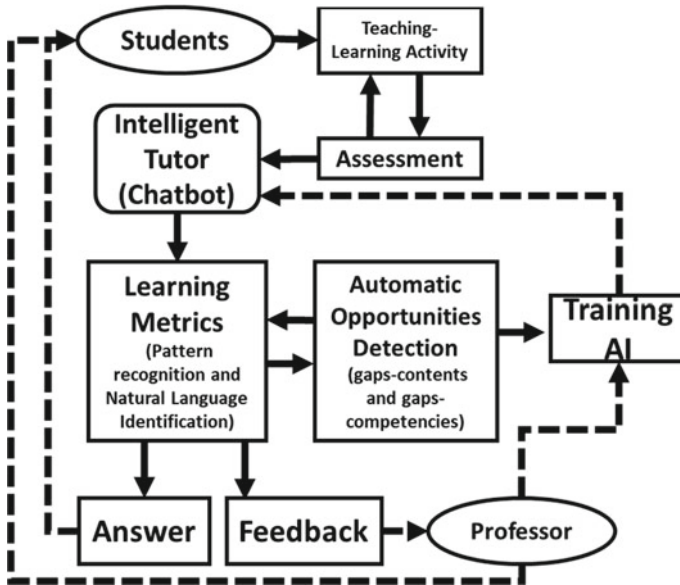 Students
Teaching-
Learning Activity
Intelligent
Tutor
(Chatbot)
Assessment
Learning
Metrics
(Pattern
recognition and
Natural Language
Identification)
Automatic
Opportunities
Detection
(gaps-contents
and gaps-
competencies)
Training
AI
Answer
Feedback
Professor